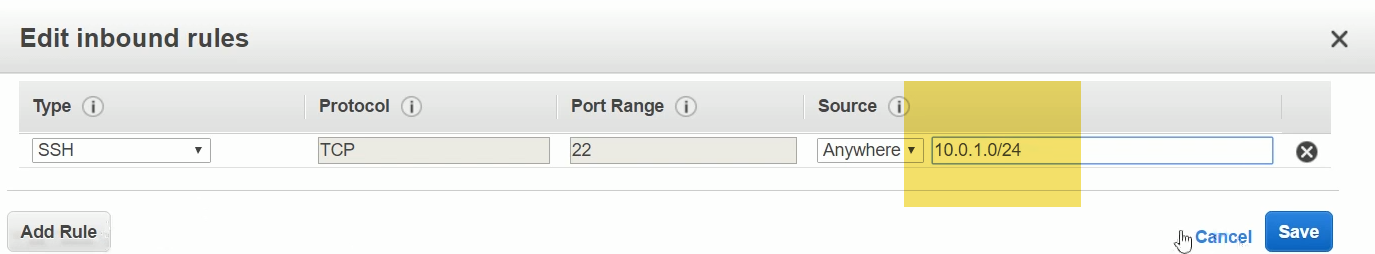 Edit inbound rules
Type Protocol Port Range Source
SSH TCP 22 Anywhere 10.0.1.0/24
Add Rule Cancel Save